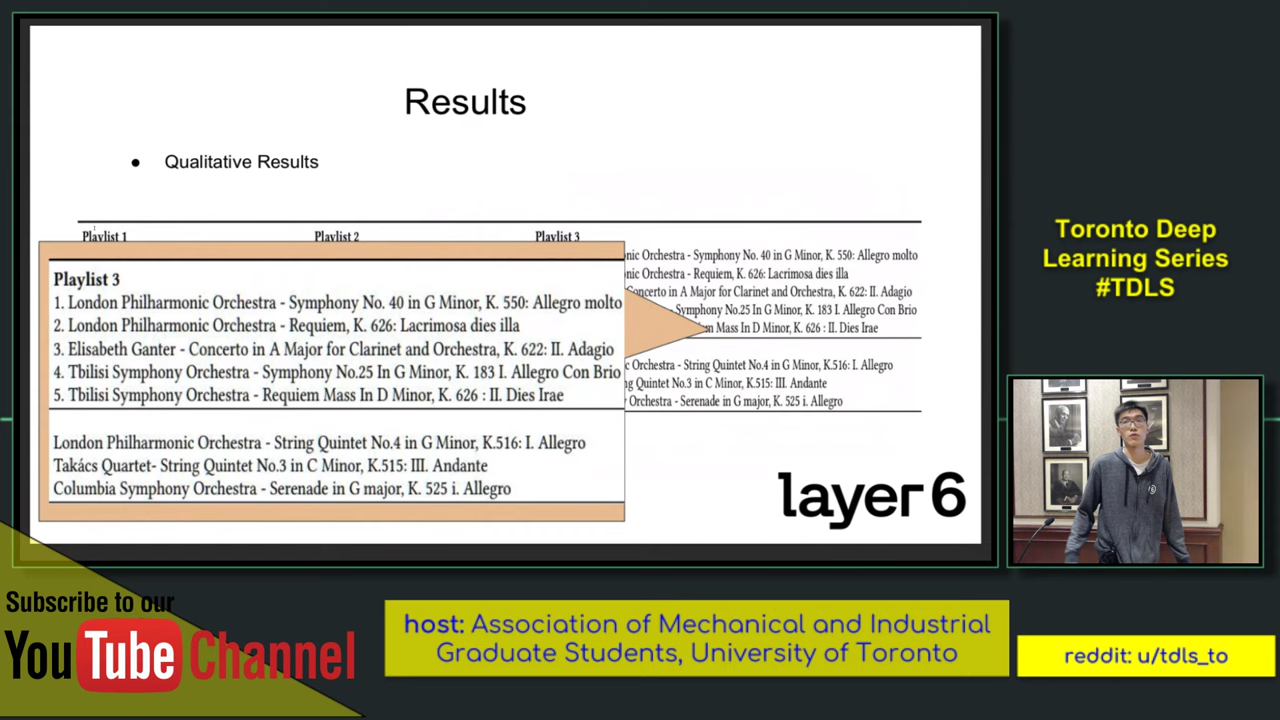 Results
● Qualitative Results
Playlist 1 Playlist 2 Playlist 3
Playlist 3
1. London Philharmonic Orchestra - Symphony No. 40 in G Minor, K. 550: Allegro molto
2. London Philharmonic Orchestra - Requiem, K. 626: Lacrimosa dies illa
3. Elisabeth Ganter - Concerto in A Major for Clarinet and Orchestra, K. 622: II. Adagio
4. Tbilisi Symphony Orchestra - Symphony No.25 In G Minor, K. 183 I. Allegro Con Brio
5. Tbilisi Symphony Orchestra - Requiem Mass In D Minor, K. 626 : II. Dies Irae
London Philharmonic Orchestra - String Quintet No.4 in G Minor, K.516: I. Allegro
Takács Quartet- String Quintet No.3 in C Minor, K.515: III. Andante
Columbia Symphony Orchestra - Serenade in G major, K. 525 i. Allegro
Orchestra - Symphony No. 40 in G Minor, K. 550: Allegro molto
Orchestra - Requiem, K. 626: Lacrimosa dies illa
Concerto in A Major for Clarinet and Orchestra, K. 622: II. Adagio
Symphony No.25 In G Minor, K. 183 I. Allegro Con Brio
Mass In D Minor, K. 626 : II. Dies Irae
Orchestra - String Quintet No.4 in G Minor, K.516: I. Allegro
Quintet No.3 in C Minor, K.515: III. Andante
Orchestra - Serenade in G major, K. 525 i. Allegro
layer 6
Toronto Deep
Learning Series
#TDLS
Subscribe to our
YouTube Channel
host: Association of Mechanical and Industrial
Graduate Students, University of Toronto
reddit: u/tdls_to